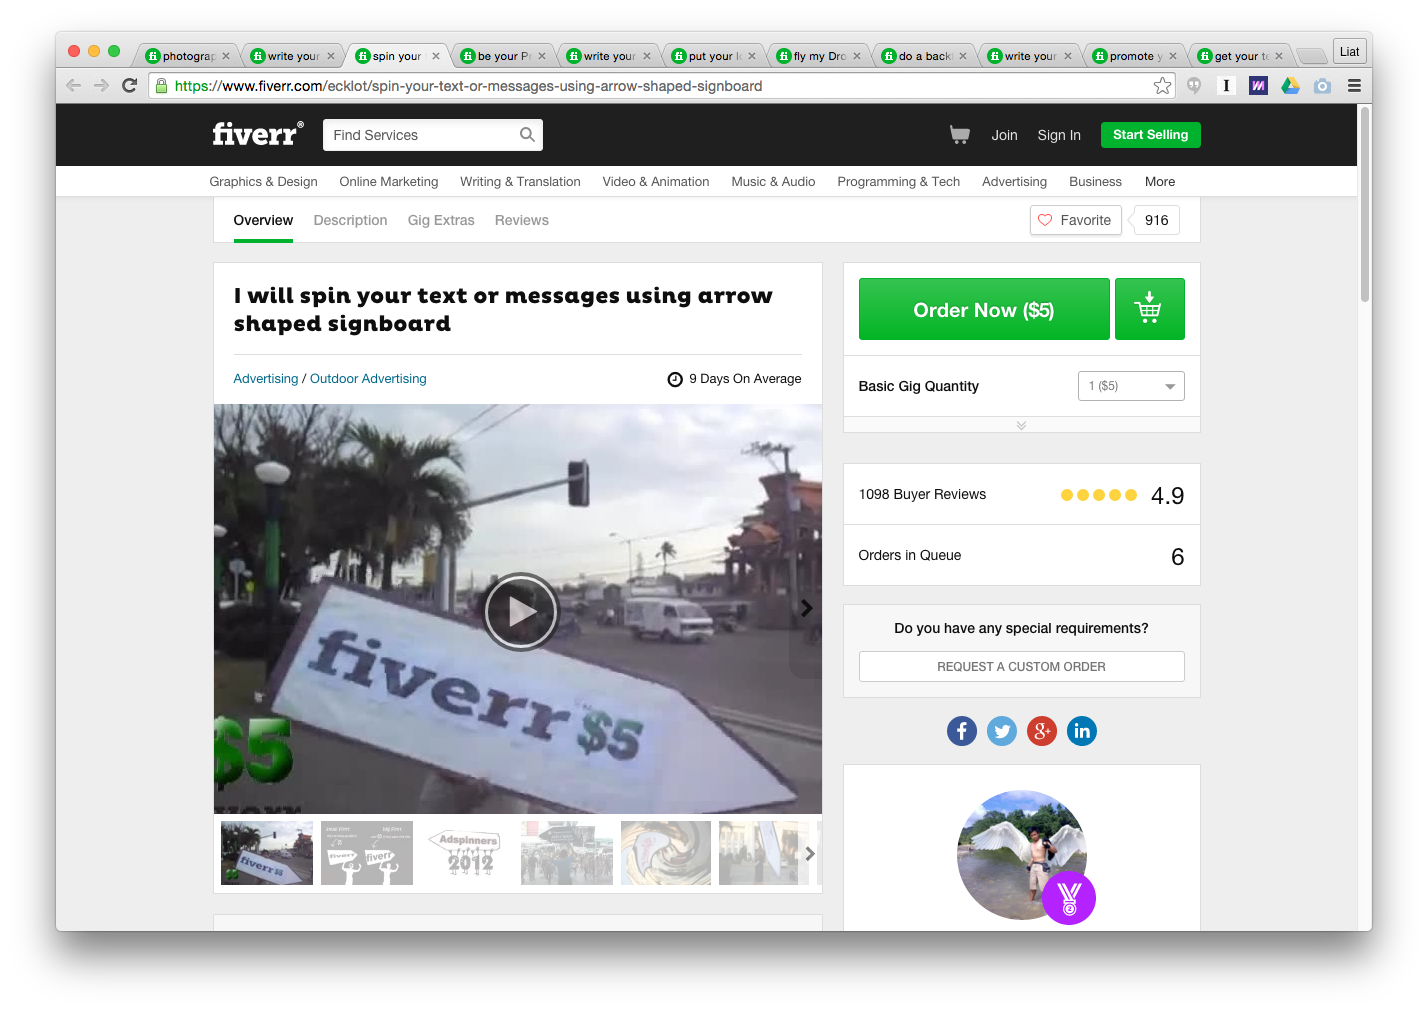 photograp
write your
spin your
be your Pr
write your
put your lo
fly my Dro
do a back
write your
promote y
get your te
Liat
https://www.fiverr.com/ecklot/spin-your-text-or-messages-using-arrow-shaped-signboard
fiverr®
Find Services
Join
Sign In
Start Selling
Graphics & Design
Online Marketing
Writing & Translation
Video & Animation
Music & Audio
Programming & Tech
Advertising
Business
More
Overview
Description
Gig Extras
Reviews
Favorite
916
I will spin your text or messages using arrow
shaped signboard
Advertising / Outdoor Advertising
9 Days On Average
fiverr $5
$5
fiverr
fiverr
fiverr
Adspinners
2012
Order Now ($5)
Basic Gig Quantity
1 ($5)
1098 Buyer Reviews
4.9
Orders in Queue
6
Do you have any special requirements?
REQUEST A CUSTOM ORDER